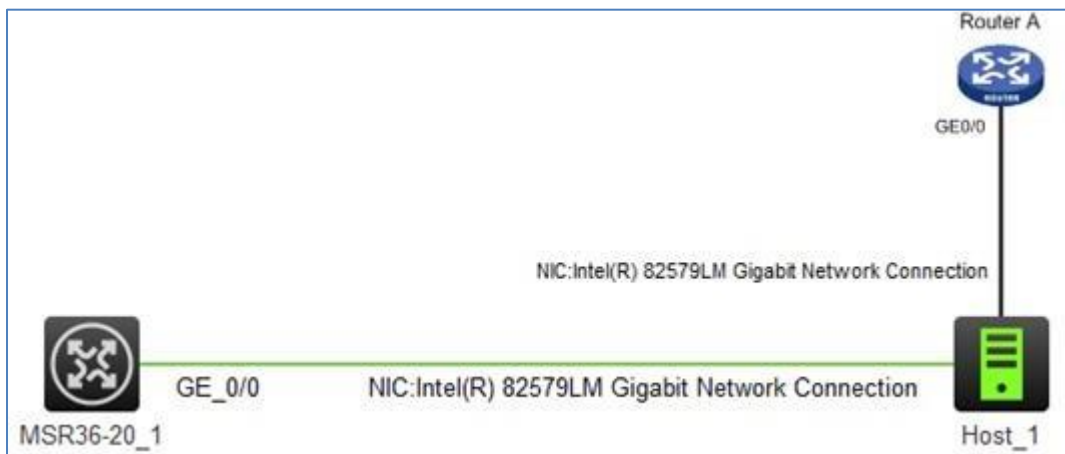 Router A
ROUTER
GE0/0
NIC:Intel(R) 82579LM Gigabit Network Connection
GE_0/0
NIC:Intel(R) 82579LM Gigabit Network Connection
MSR36-20_1
Host_1